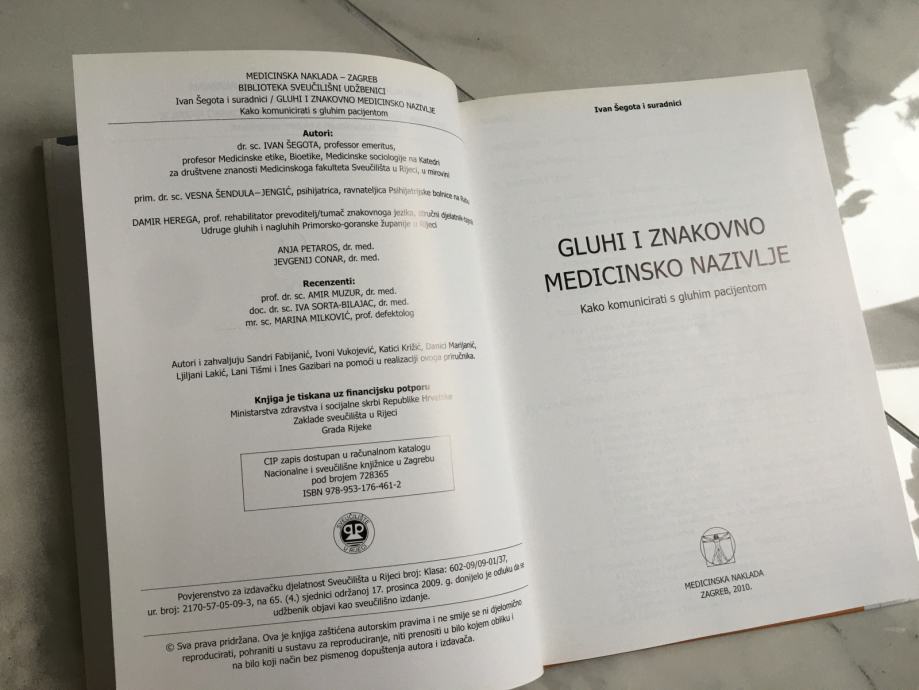 MEDICINSKA NAKLADA – ZAGREB
BIBLIOTEKA SVEUČILIŠNI UDŽBENICI
Ivan Šegota i suradnici / GLUHI I ZNAKOVNO MEDICINSKO NAZIVLJE
Kako komunicirati s gluhim pacijentom
Autori:
dr. sc. IVAN ŠEGOTA, professor emeritus,
profesor Medicinske etike, Bioetike, Medicinske sociologije na Katedri
za društvene znanosti Medicinskoga fakulteta Sveučilišta u Rijeci, u mirovini
prim. dr. sc. VESNA ŠENDULA–JENGIĆ, psihijatrica, ravnateljica Psihijatrijske bolnice na Rabu
DAMIR HEREGA, prof. rehabilitator prevoditelj/tumač znakovnoga jezika, stručni djelatnik
Udruge gluhih i nagluhih Primorsko-goranske županije u Rijeci
ANJA PETAROS, dr. med.
JEVGENIJ CONAR, dr. med.
Recenzenti:
prof. dr. sc. AMIR MUZUR, dr. med.
doc. dr. sc. IVA SORTA-BILAJAC, dr. med.
mr. sc. MARINA MILKOVIĆ, prof. defektolog
Autori i zahvaljuju Sandri Fabijanić, Ivoni Vukojević, Katici Križić, Danici Marijanić,
Ljiljani Lakić, Lani Tišmi i Ines Gazibari na pomoći u realizaciji ovoga priručnika.
Knjiga je tiskana uz financijsku potporu
Ministarstva zdravstva i socijalne skrbi Republike Hrvatske
Zaklade sveučilišta u Rijeci
Grada Rijeke
CIP zapis dostupan u računalnom katalogu
Nacionalne i sveučilišne knjižnice u Zagrebu
pod brojem 728365
ISBN 978-953-176-461-2
SVEUČILIŠTE
U RIJECI
Povjerenstvo za izdavačku djelatnost Sveučilišta u Rijeci broj: Klasa: 602-09/09-01/37,
ur. broj: 2170-57-05-09-3, na 65. (4.) sjednici održanoj 17. prosinca 2009. g. donijelo je odluku da se
udžbenik objavi kao sveučilišno izdanje.
© Sva prava pridržana. Ova je knjiga zaštićena autorskim pravima i ne smije se ni djelomično
reproducirati, pohraniti u sustavu za reproduciranje, niti prenositi u bilo kojem obliku i
na bilo koji način bez pismenog dopuštenja autora i izdavača.
Ivan Šegota i suradnici
GLUHI I ZNAKOVNO
MEDICINSKO NAZIVLJE
Kako komunicirati s gluhim pacijentom
MEDICINSKA NAKLADA
ZAGREB, 2010.